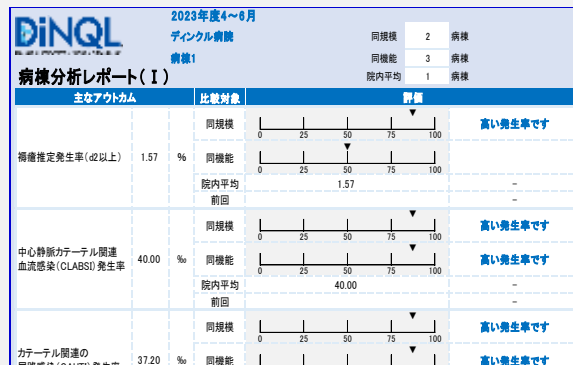 DiNQL
2023年度4～6月
ディンクル病院
病棟1
同規模 2 病棟
同機能 3 病棟
院内平均 1 病棟
病棟分析レポート(Ⅰ)
主なアウトカム 比較対象 評価
褥瘡推定発生率(d2以上) 1.57 %
同規模 0 25 50 75 100 高い発生率です
同機能 0 25 50 75 100
院内平均 1.57 -
前回 -
中心静脈カテーテル関連
血流感染(CLABSI)発生率 40.00 ‰
同規模 0 25 50 75 100 高い発生率です
同機能 0 25 50 75 100 高い発生率です
院内平均 40.00 -
前回 -
カテーテル関連の
37.20 ‰
同規模 0 25 50 75 100 高い発生率です
同機能 高い発生率です